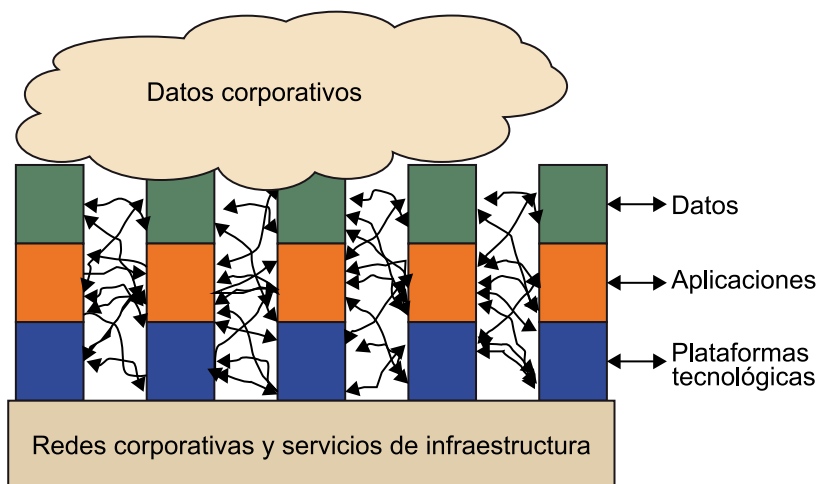 Datos corporativos
Datos
Aplicaciones
Plataformas
tecnológicas
Redes corporativas y servicios de infraestructura